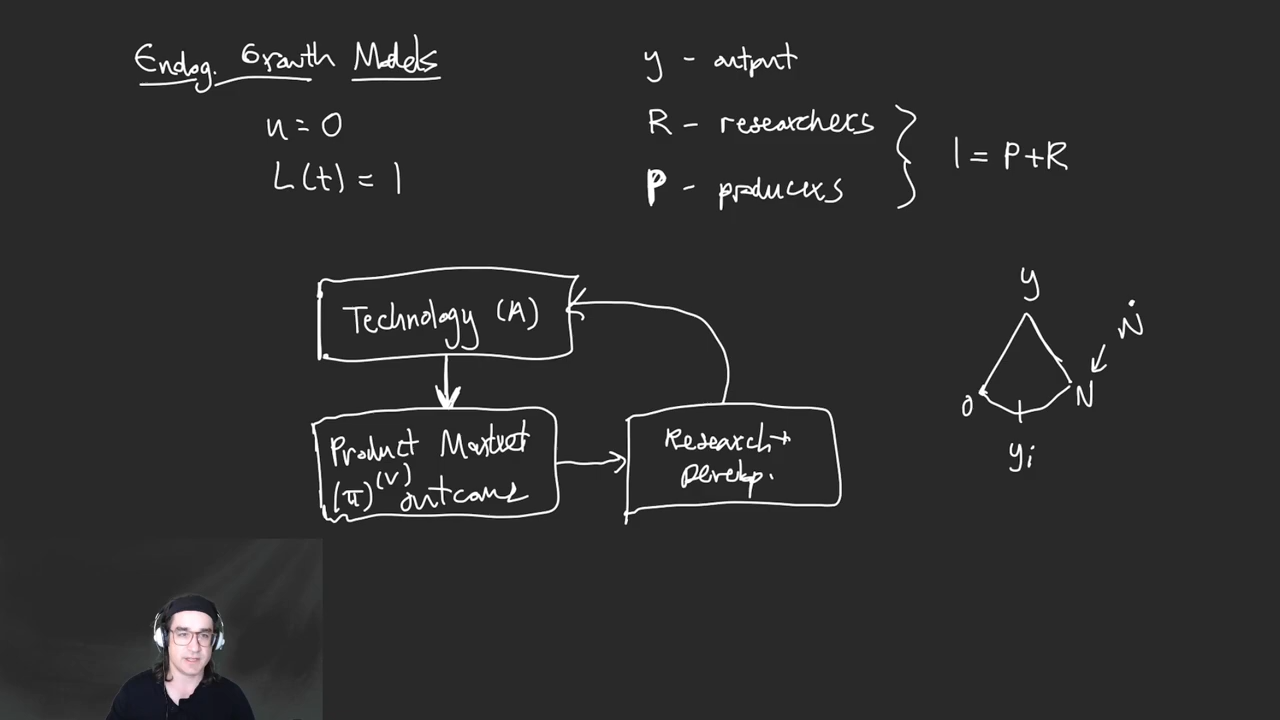 Endog. Growth Models
n = 0
L(t) = 1
y - output
R - researchers
P - producers
1 = P+R
Technology (A)
Product Market
(π) (V) outcome
Research +
Develop.
y
Ṅ
0
N
yi